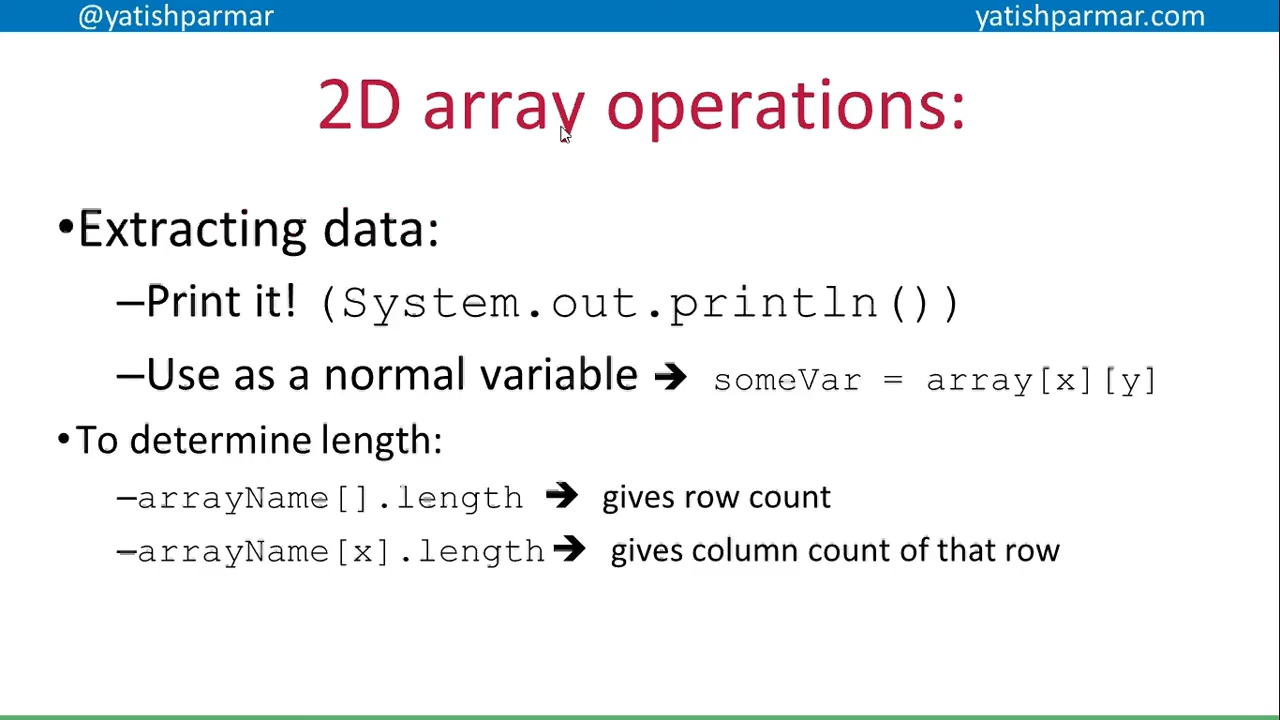 @yatishparmar yatishparmar.com
2D array operations:
•Extracting data:
–Print it! (System.out.println())
–Use as a normal variable ➔ someVar = array[x][y]
•To determine length:
–arrayName[].length ➔ gives row count
–arrayName[x].length➔ gives column count of that row